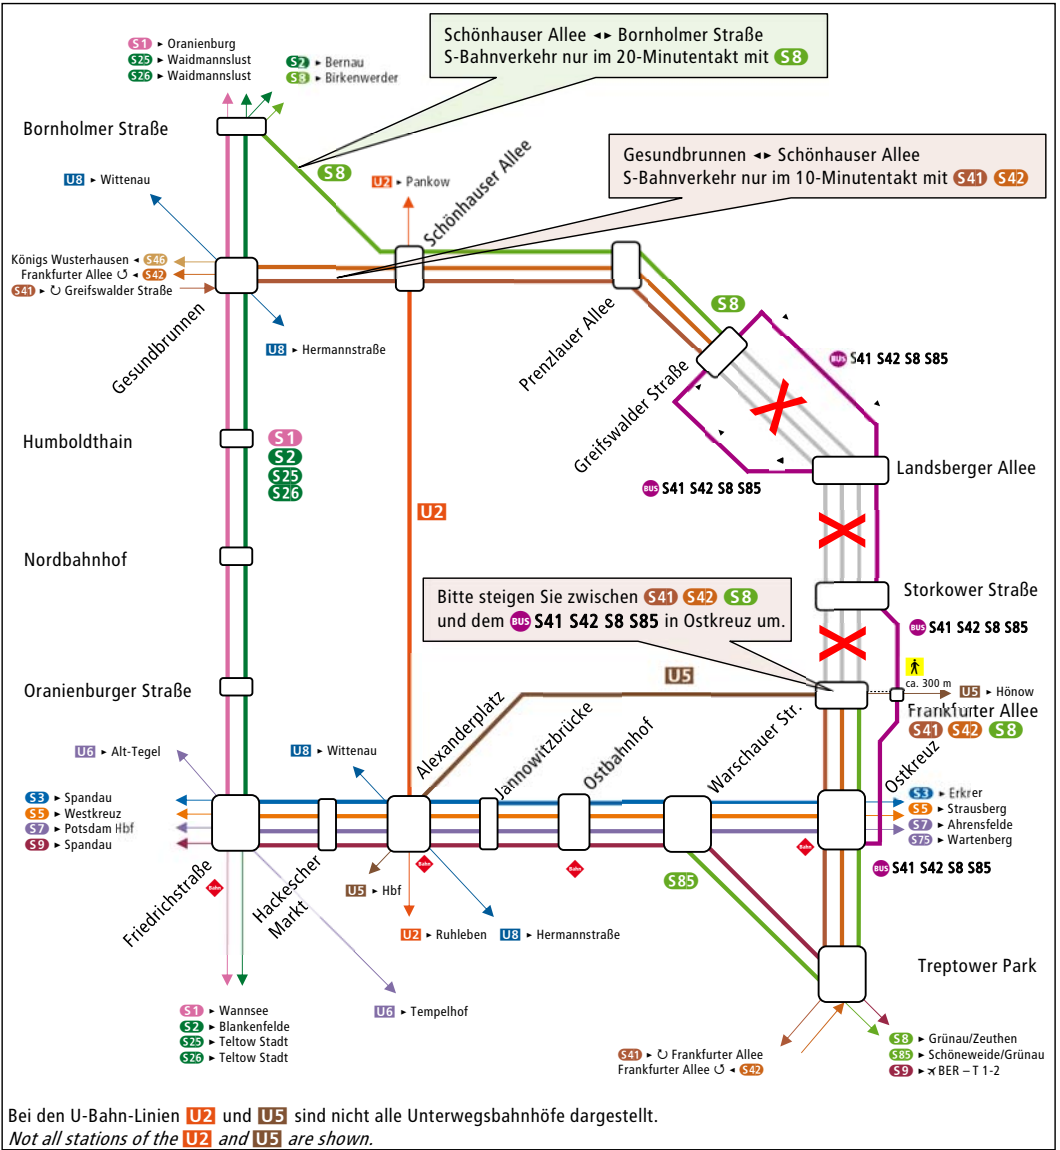 Schönhauser Allee ◄► Bornholmer Straße
S-Bahnverkehr nur im 20-Minutentakt mit S8
S1 ► Oranienburg
S25 ► Waidmannslust
S26 ► Waidmannslust
S2 ► Bernau
S8 ► Birkenwerder
Bornholmer Straße
S8
Gesundbrunnen ◄► Schönhauser Allee
S-Bahnverkehr nur im 10-Minutentakt mit S41 S42
U8 ► Wittenau
U2 ► Pankow
Schönhauser Allee
Königs Wusterhausen ◄ S46
Frankfurter Allee ↺ ◄ S42
S41 ► ↻ Greifswalder Straße
Gesundbrunnen
U8 ► Hermannstraße
Prenzlauer Allee
S8
Greifswalder Straße
BUS S41 S42 S8 S85
Humboldthain
S1
S2
S25
S26
Landsberger Allee
BUS S41 S42 S8 S85
U2
Nordbahnhof
Storkower Straße
BUS S41 S42 S8 S85
Bitte steigen Sie zwischen S41 S42 S8
und dem BUS S41 S42 S8 S85 in Ostkreuz um.
Oranienburger Straße
U5
ca. 300 m
U5 ► Hönow
Frankfurter Allee
S41 S42 S8
U6 ► Alt-Tegel
U8 ► Wittenau
Alexanderplatz
Jannowitzbrücke
Ostbahnhof
Warschauer Str.
Ostkreuz
S3 ► Spandau
S5 ► Westkreuz
S7 ► Potsdam Hbf
S9 ► Spandau
S3 ► Erkner
S5 ► Strausberg
S7 ► Ahrensfelde
S75 ► Wartenberg
Bahn
Bahn
Bahn
Bahn
BUS S41 S42 S8 S85
Friedrichstraße
Hackescher
Markt
U5 ► Hbf
S85
U2 ► Ruhleben
U8 ► Hermannstraße
Treptower Park
S1 ► Wannsee
S2 ► Blankenfelde
S25 ► Teltow Stadt
S26 ► Teltow Stadt
U6 ► Tempelhof
S41 ► ↻ Frankfurter Allee
Frankfurter Allee ↺ ◄ S42
S8 ► Grünau/Zeuthen
S85 ► Schöneweide/Grünau
S9 ► ✈ BER – T 1-2
Bei den U-Bahn-Linien U2 und U5 sind nicht alle Unterwegsbahnhöfe dargestellt.
Not all stations of the U2 and U5 are shown.